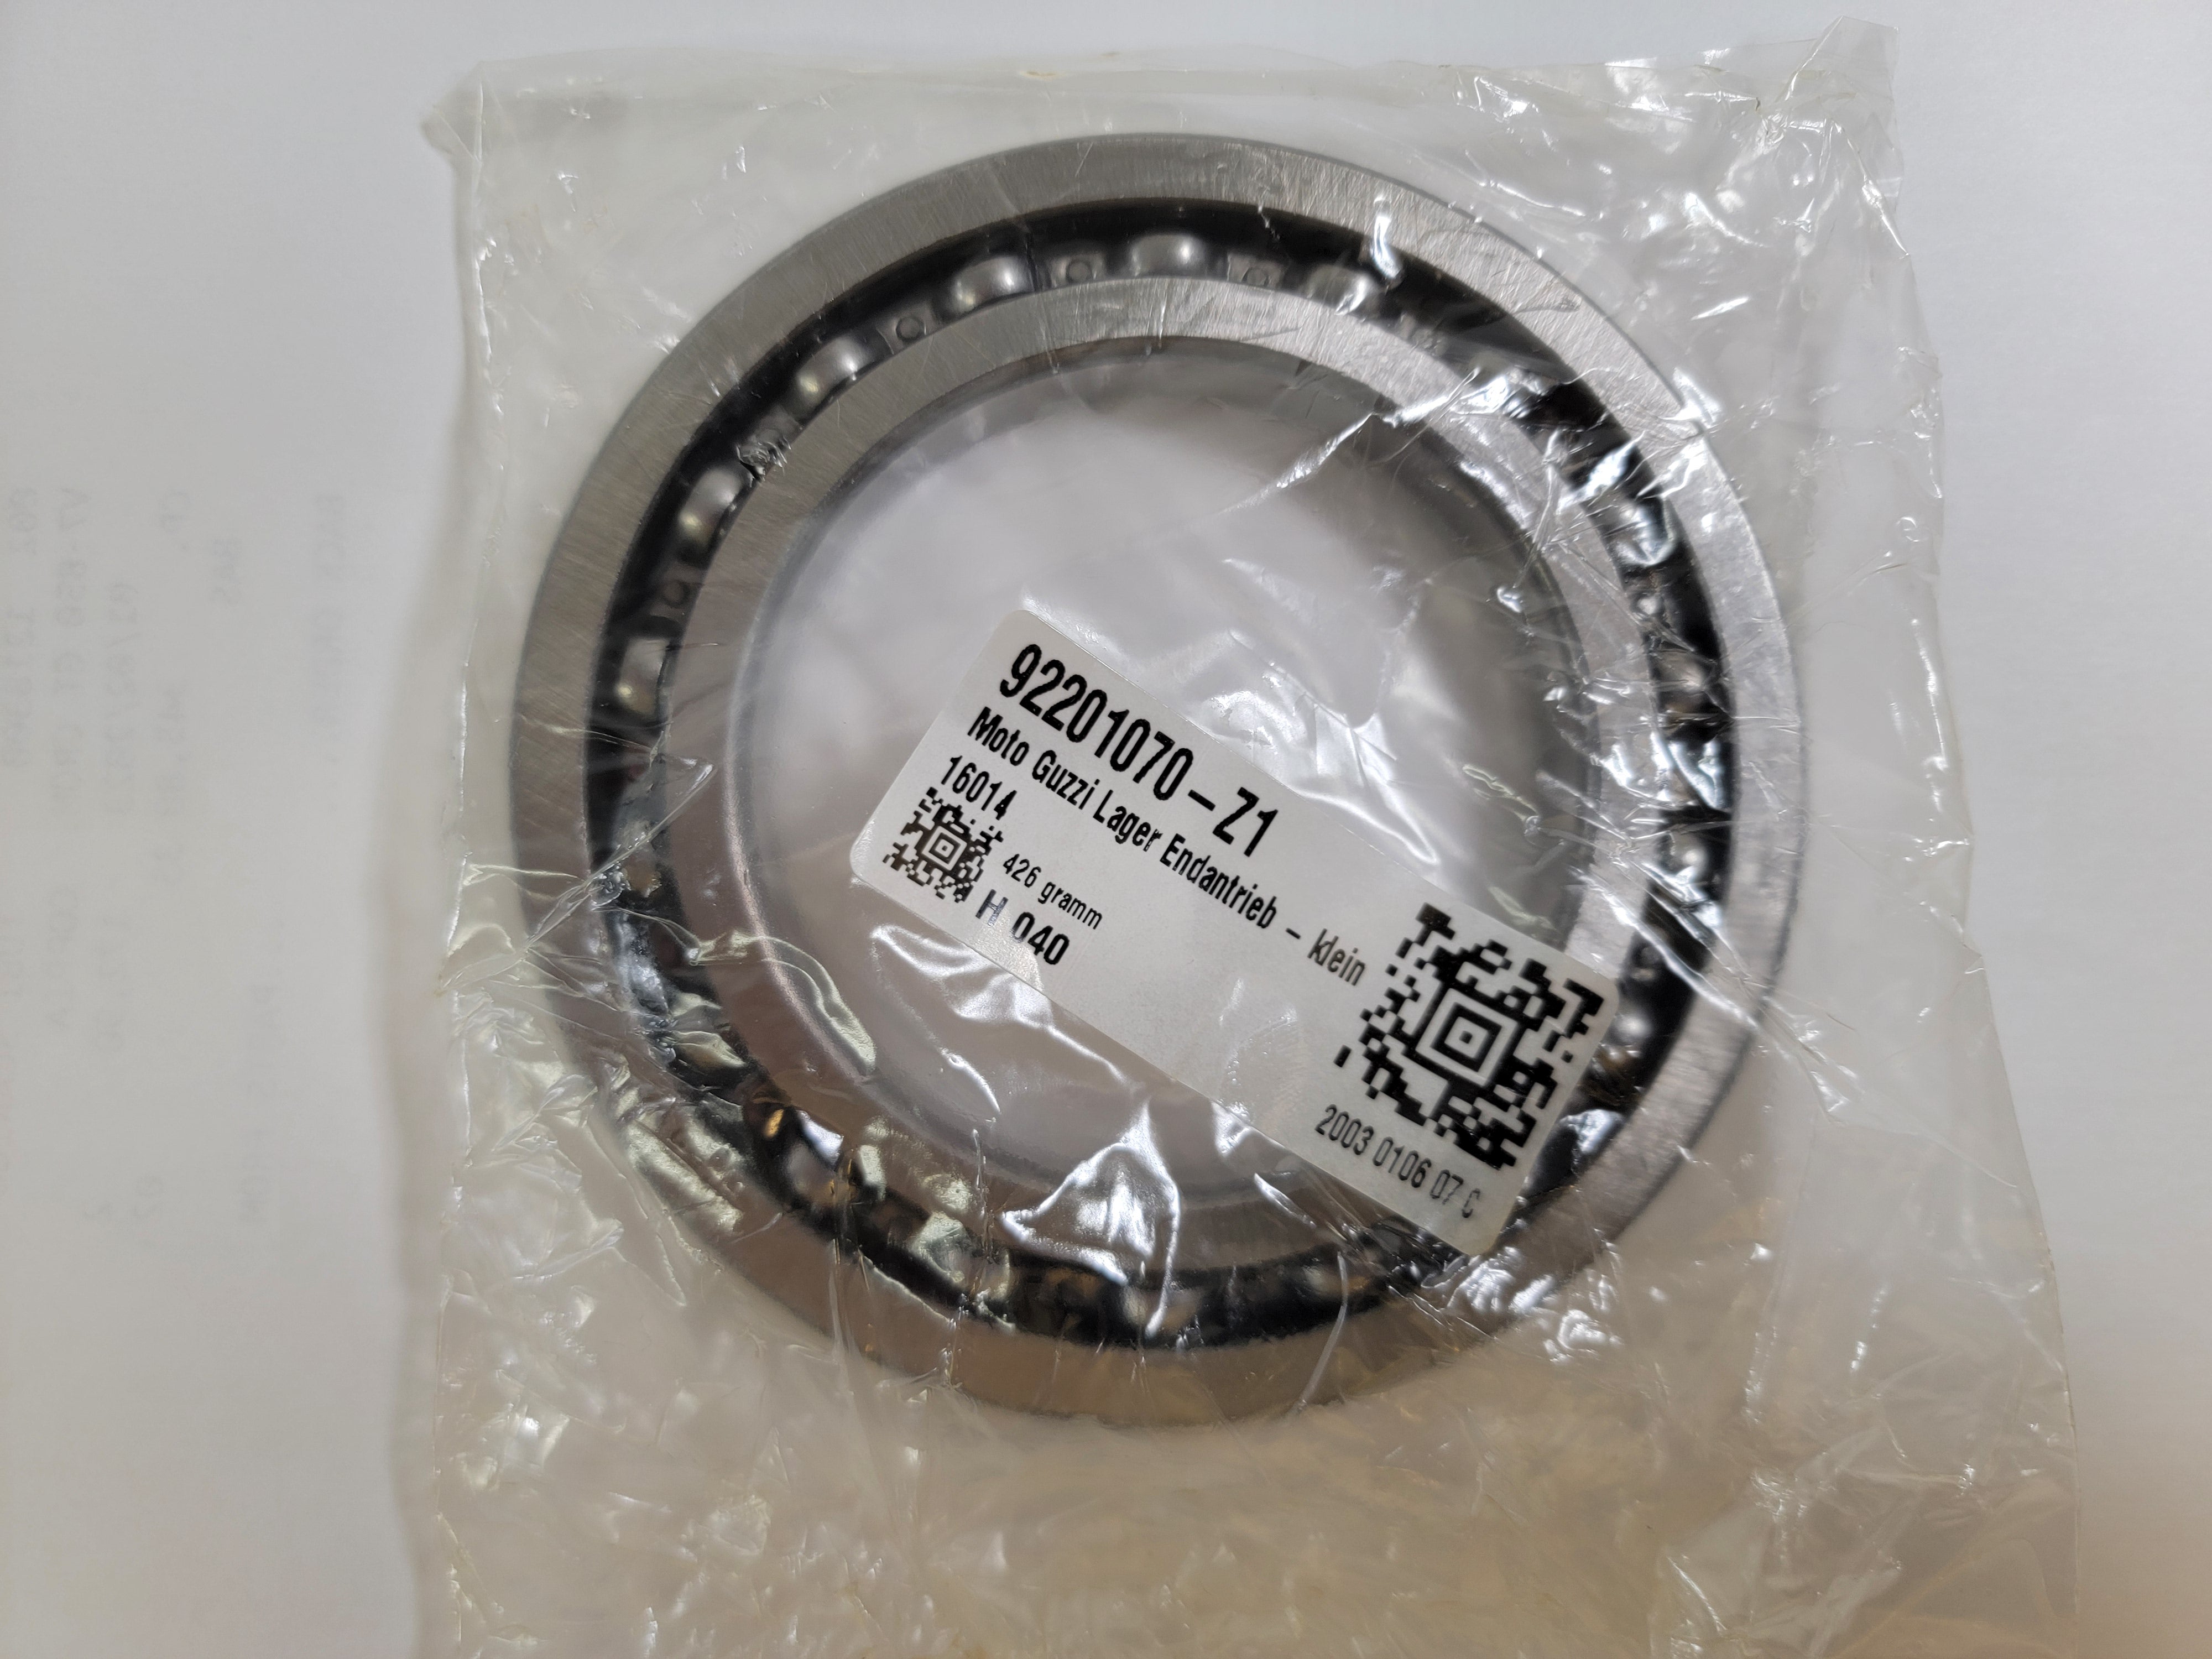 92201070-Z1
Moto Guzzi Lager Endantrieb - klein
16014
426 gramm
H 040
2003 0106 07 C